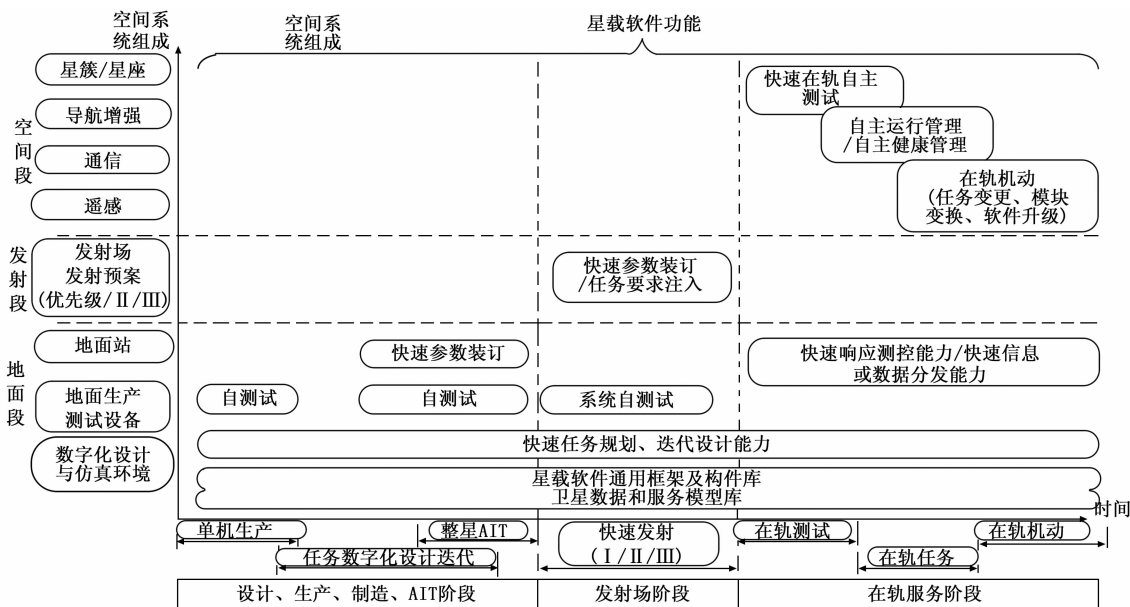 空间系
统组成
空间系
统组成
星载软件功能
星簇/星座
导航增强
通信
遥感
空间段
快速在轨自主
测试
自主运行管理
/自主健康管理
在轨机动
(任务变更、模块
变换、软件升级)
发射段
发射场
发射预案
(优先级/Ⅱ/Ⅲ)
快速参数装订
/任务要求注入
地面段
地面站
快速参数装订
快速响应测控能力/快速信息
或数据分发能力
地面生产
测试设备
自测试
自测试
系统自测试
数字化设计
与仿真环境
快速任务规划、迭代设计能力
星载软件通用框架及构件库
卫星数据和服务模型库
时间
单机生产
整星AIT
快速发射
(Ⅰ/Ⅱ/Ⅲ)
在轨测试
在轨机动
任务数字化设计迭代
在轨任务
设计、生产、制造、AIT阶段
发射场阶段
在轨服务阶段